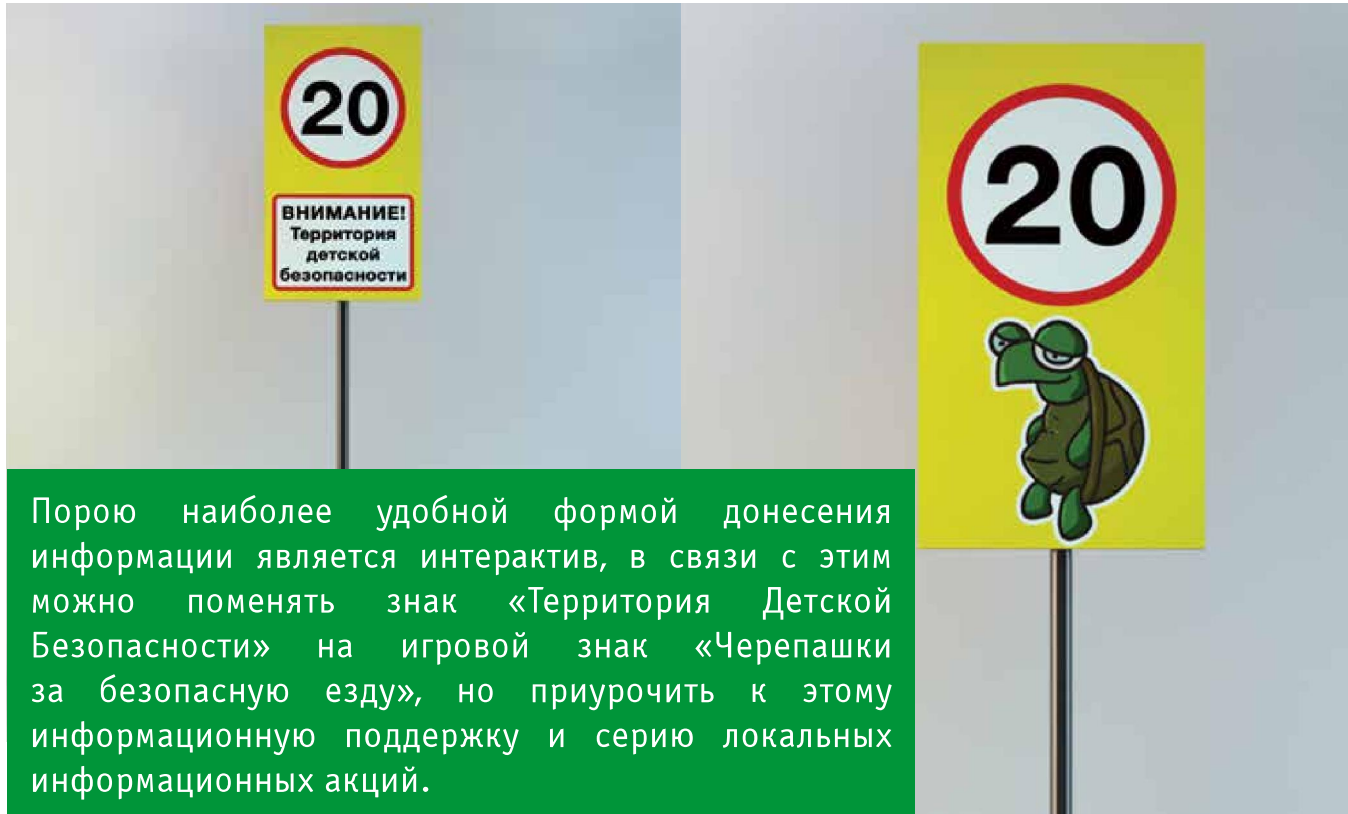 20
ВНИМАНИЕ!
Территория
детской
безопасности
20
Порою наиболее удобной формой донесения
информации является интерактив, в связи с этим
можно поменять знак «Территория Детской
Безопасности» на игровой знак «Черепашки
за безопасную езду», но приурочить к этому
информационную поддержку и серию локальных
информационных акций.